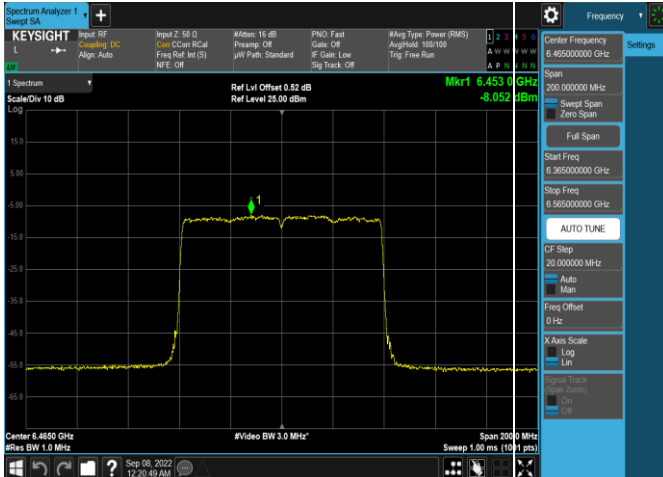 Spectrum Analyzer 1
Swept SA
KEYSIGHT
L
Input: RF
Coupling: DC
Align: Auto
Input Z: 50 Ω
Corr CCorr RCal
Freq Ref: Int (S)
NFE: Off
#Atten: 16 dB
Preamp: Off
µW Path: Standard
PNO: Fast
Gate: Off
IF Gain: Low
Sig Track: Off
#Avg Type: Power (RMS)
Avg|Hold: 100/100
Trig: Free Run
1 2 3 4 5 6
A W W W W W
A P N N N N
1 Spectrum
Scale/Div 10 dB
Ref Lvl Offset 0.52 dB
Ref Level 25.00 dBm
Mkr1 6.453 0 GHz
-8.052 dBm
Log
15.0
5.00
-5.00
-15.0
-25.0
-35.0
-45.0
-55.0
-65.0
1
Center 6.4650 GHz
#Res BW 1.0 MHz
#Video BW 3.0 MHz*
Span 200.0 MHz
Sweep 1.00 ms (1001 pts)
Sep 08, 2022
12:20:49 AM
Frequency
Settings
Center Frequency
6.465000000 GHz
Span
200.000000 MHz
Swept Span
Zero Span
Full Span
Start Freq
6.365000000 GHz
Stop Freq
6.565000000 GHz
AUTO TUNE
CF Step
20.000000 MHz
Auto
Man
Freq Offset
0 Hz
X Axis Scale
Log
Lin
Signal Track
(Span Zoom)
On
Off